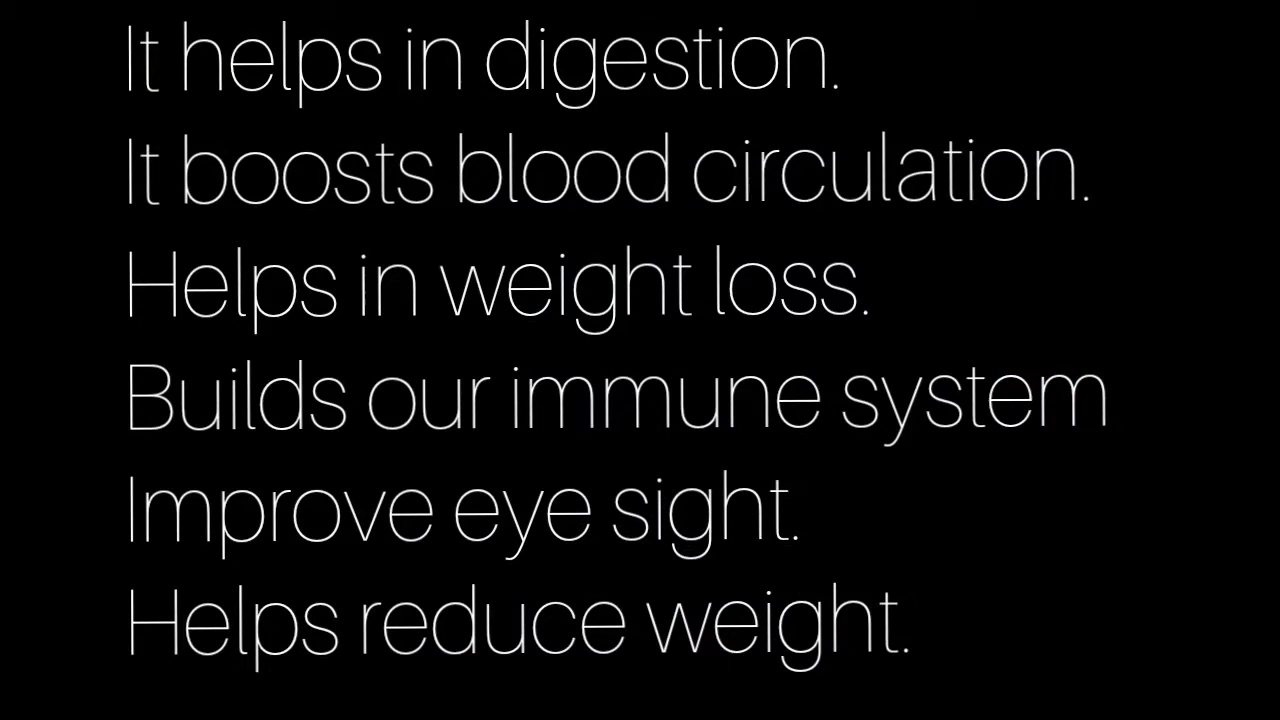 It helps in digestion.
It boosts blood circulation.
Helps in weight loss.
Builds our immune system
Improve eye sight.
Helps reduce weight.